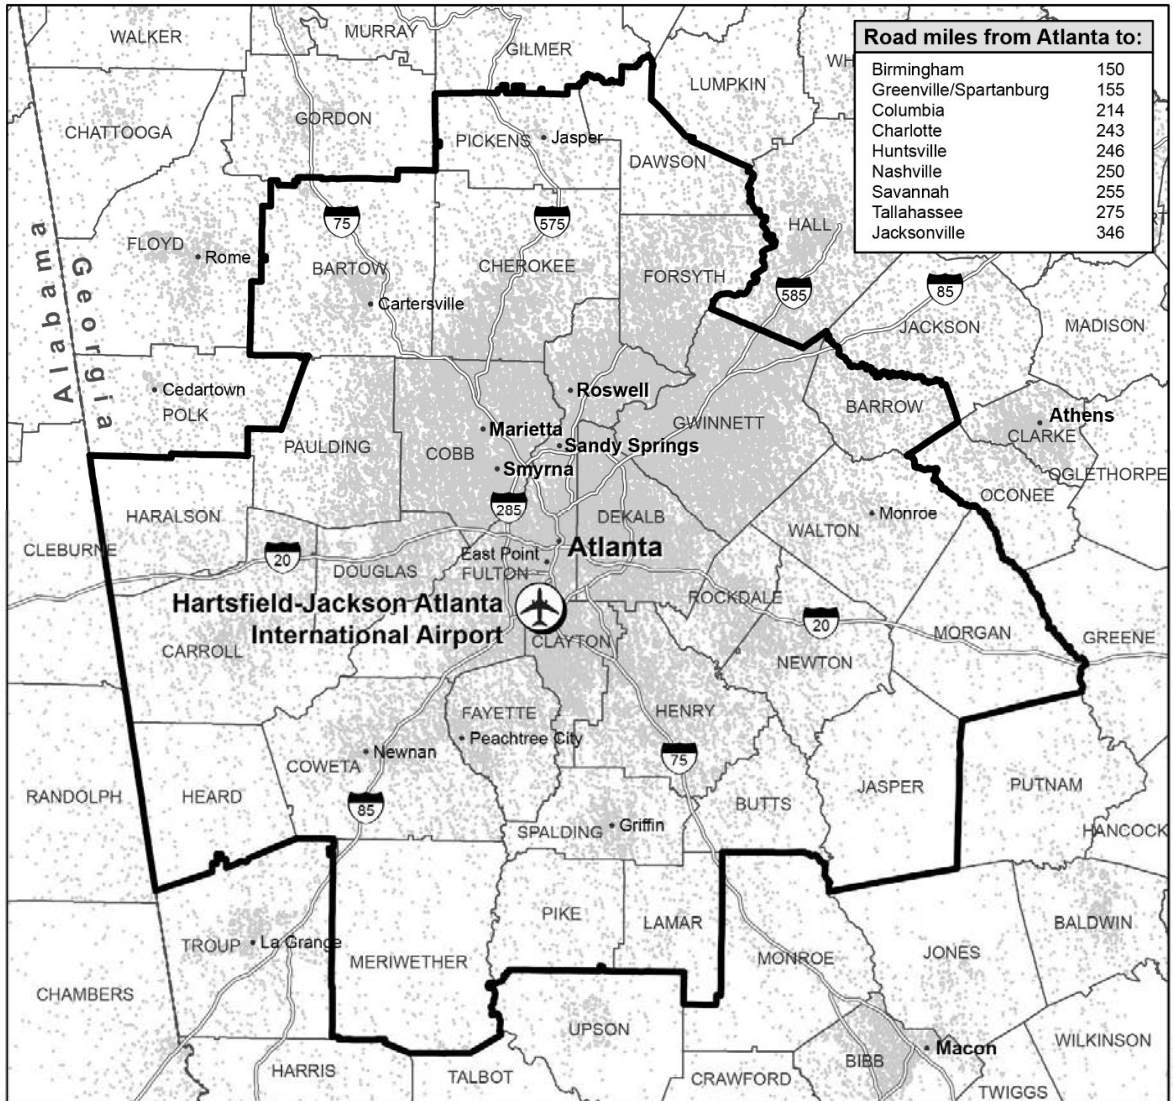 Road miles from Atlanta to:
Birmingham 150
Greenville/Spartanburg 155
Columbia 214
Charlotte 243
Huntsville 246
Nashville 250
Savannah 255
Tallahassee 275
Jacksonville 346
WALKER
MURRAY
GILMER
LUMPKIN
WH
CHATTOOGA
GORDON
PICKENS
Jasper
DAWSON
Alabama
Georgia
FLOYD
Rome
75
575
HALL
BARTOW
CHEROKEE
FORSYTH
Cartersville
585
85
JACKSON
MADISON
Cedartown
POLK
Roswell
BARROW
Athens
CLARKE
GWINNETT
Marietta
PAULDING
COBB
Sandy Springs
Smyrna
OGLETHORPE
OCONEE
285
HARALSON
DEKALB
Monroe
WALTON
CLEBURNE
20
Atlanta
East Point
DOUGLAS
FULTON
Hartsfield-Jackson Atlanta
International Airport
ROCKDALE
20
CARROLL
CLAYTON
MORGAN
GREENE
NEWTON
FAYETTE
HENRY
Peachtree City
Newnan
COWETA
75
JASPER
PUTNAM
RANDOLPH
HEARD
85
BUTTS
SPALDING
Griffin
HANCOCK
PIKE
LAMAR
BALDWIN
TROUP
La Grange
MERIWETHER
MONROE
JONES
CHAMBERS
UPSON
WILKINSON
Macon
BIBB
HARRIS
TALBOT
CRAWFORD
TWIGGS